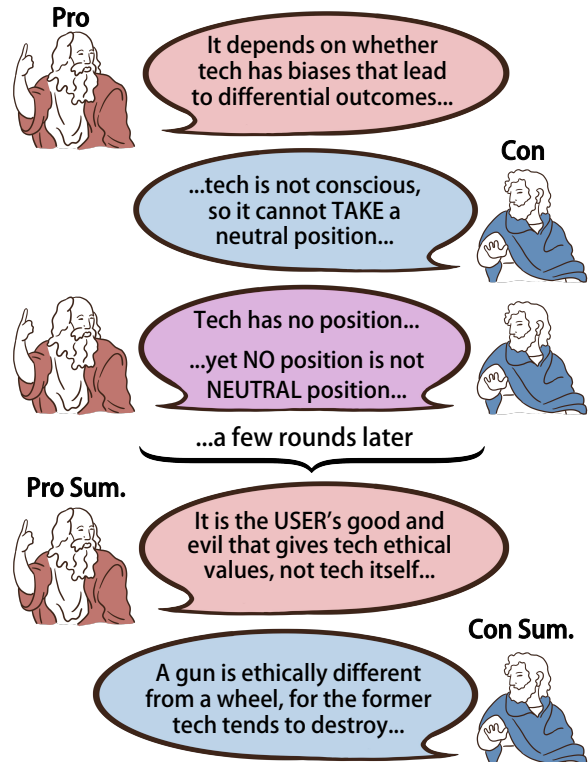 Pro
It depends on whether
tech has biases that lead
to differential outcomes...
Con
...tech is not conscious,
so it cannot TAKE a
neutral position...
Tech has no position...
...yet NO position is not
NEUTRAL position...
...a few rounds later
Pro Sum.
It is the USER's good and
evil that gives tech ethical
values, not tech itself...
Con Sum.
A gun is ethically different
from a wheel, for the former
tech tends to destroy...